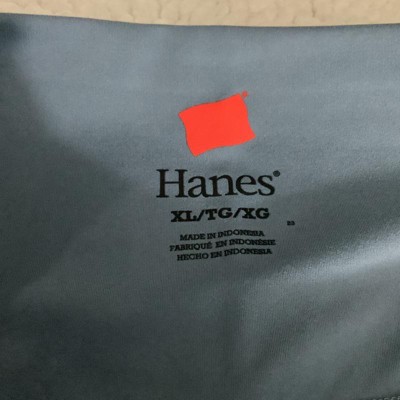 Hanes®
XL/TG/XG
MADE IN INDONESIA
FABRIQUÉ EN INDONÉSIE
HECHO EN INDONESIA